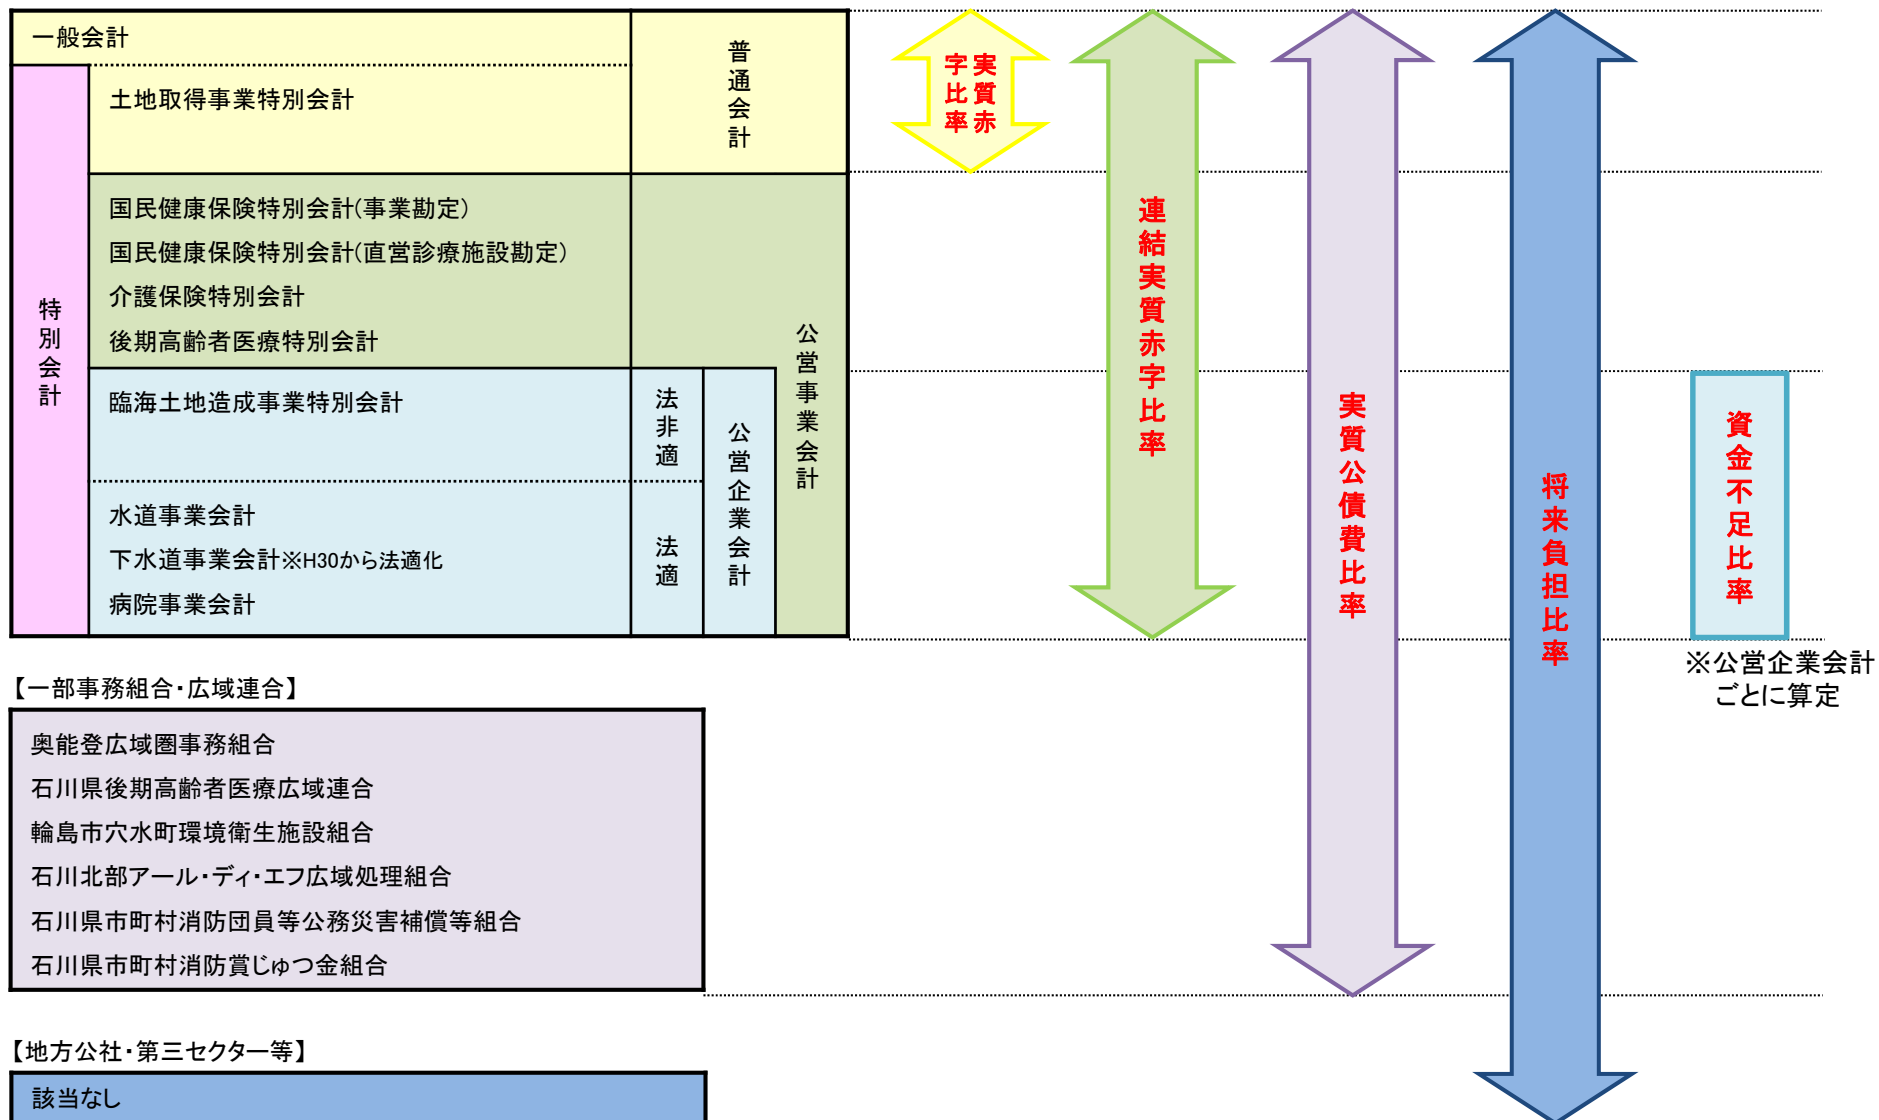 一般会計
普通会計
土地取得事業特別会計
特別会計
国民健康保険特別会計(事業勘定)
国民健康保険特別会計(直営診療施設勘定)
介護保険特別会計
後期高齢者医療特別会計
公営事業会計
臨海土地造成事業特別会計
法非適
公営企業会計
水道事業会計
下水道事業会計※H30から法適化
病院事業会計
法適
実質赤
字比率
連結実質赤字比率
実質公債費比率
将来負担比率
資金不足比率
※公営企業会計
ごとに算定
【一部事務組合・広域連合】
奥能登広域圏事務組合
石川県後期高齢者医療広域連合
輪島市穴水町環境衛生施設組合
石川北部アール・ディ・エフ広域処理組合
石川県市町村消防団員等公務災害補償等組合
石川県市町村消防賞じゅつ金組合
【地方公社・第三セクター等】
該当なし